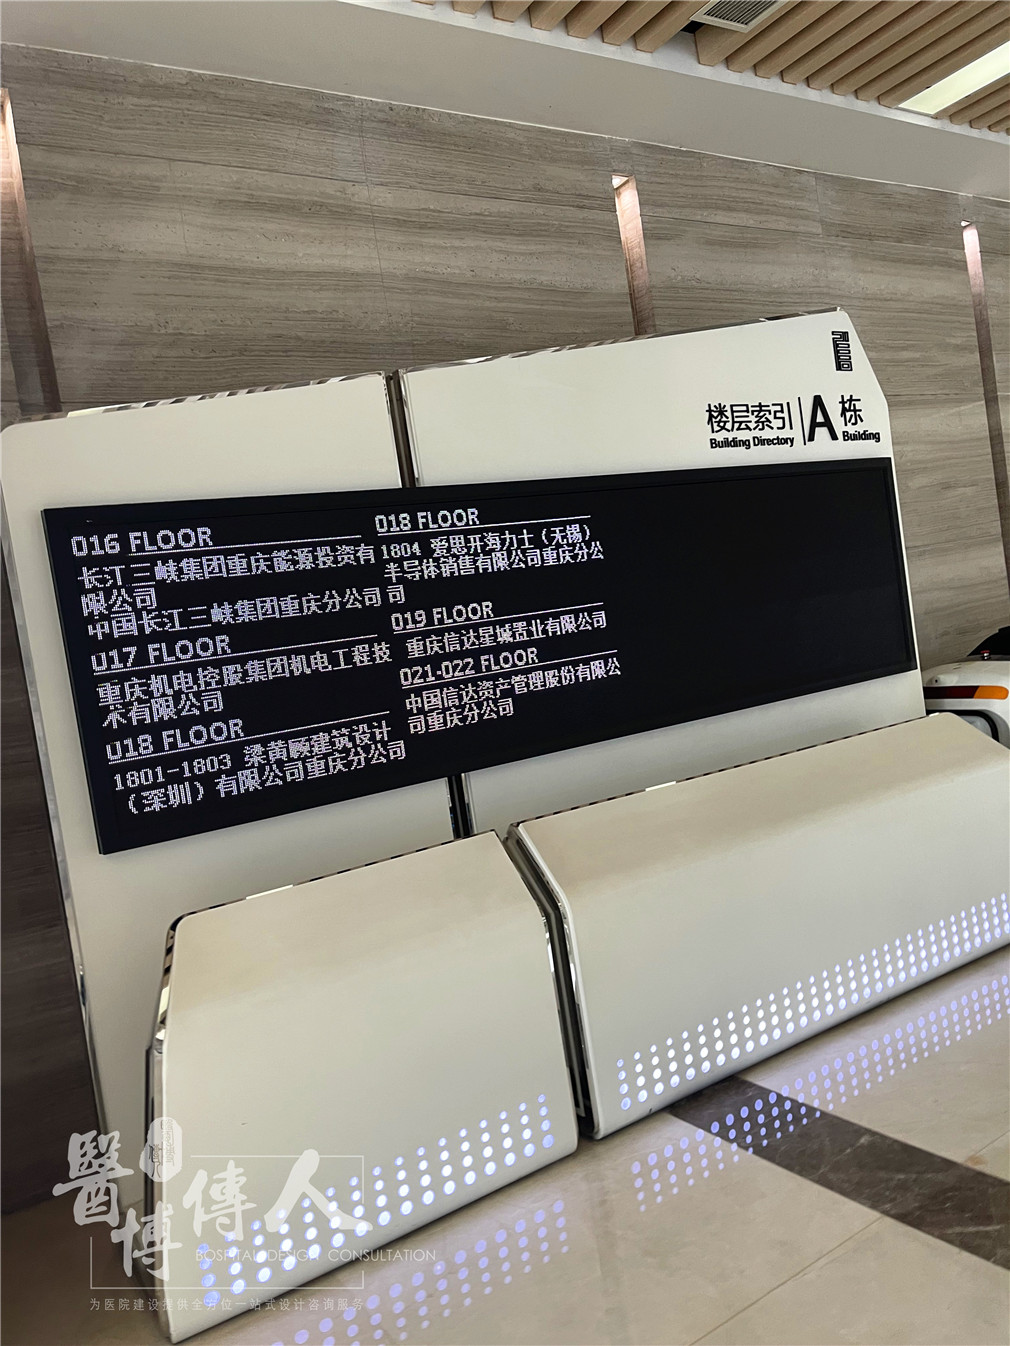 楼层索引
Building Directory
A 栋
Building
016 FLOOR
长江三峡集团重庆能源投资有
限公司
中国长江三峡集团重庆分公司
017 FLOOR
重庆机电控股集团机电工程技
术有限公司
018 FLOOR
1801-1803 梁黄顾建筑设计
（深圳）有限公司重庆分公司
018 FLOOR
1804 爱思开海力士（无锡）
半导体销售有限公司重庆分公
司
019 FLOOR
重庆信达星城置业有限公司
021-022 FLOOR
中国信达资产管理股份有限公
司重庆分公司
醫博傳人
BOSPITAL DESIGN CONSULTATION
为医院建设提供全方位一站式设计咨询服务